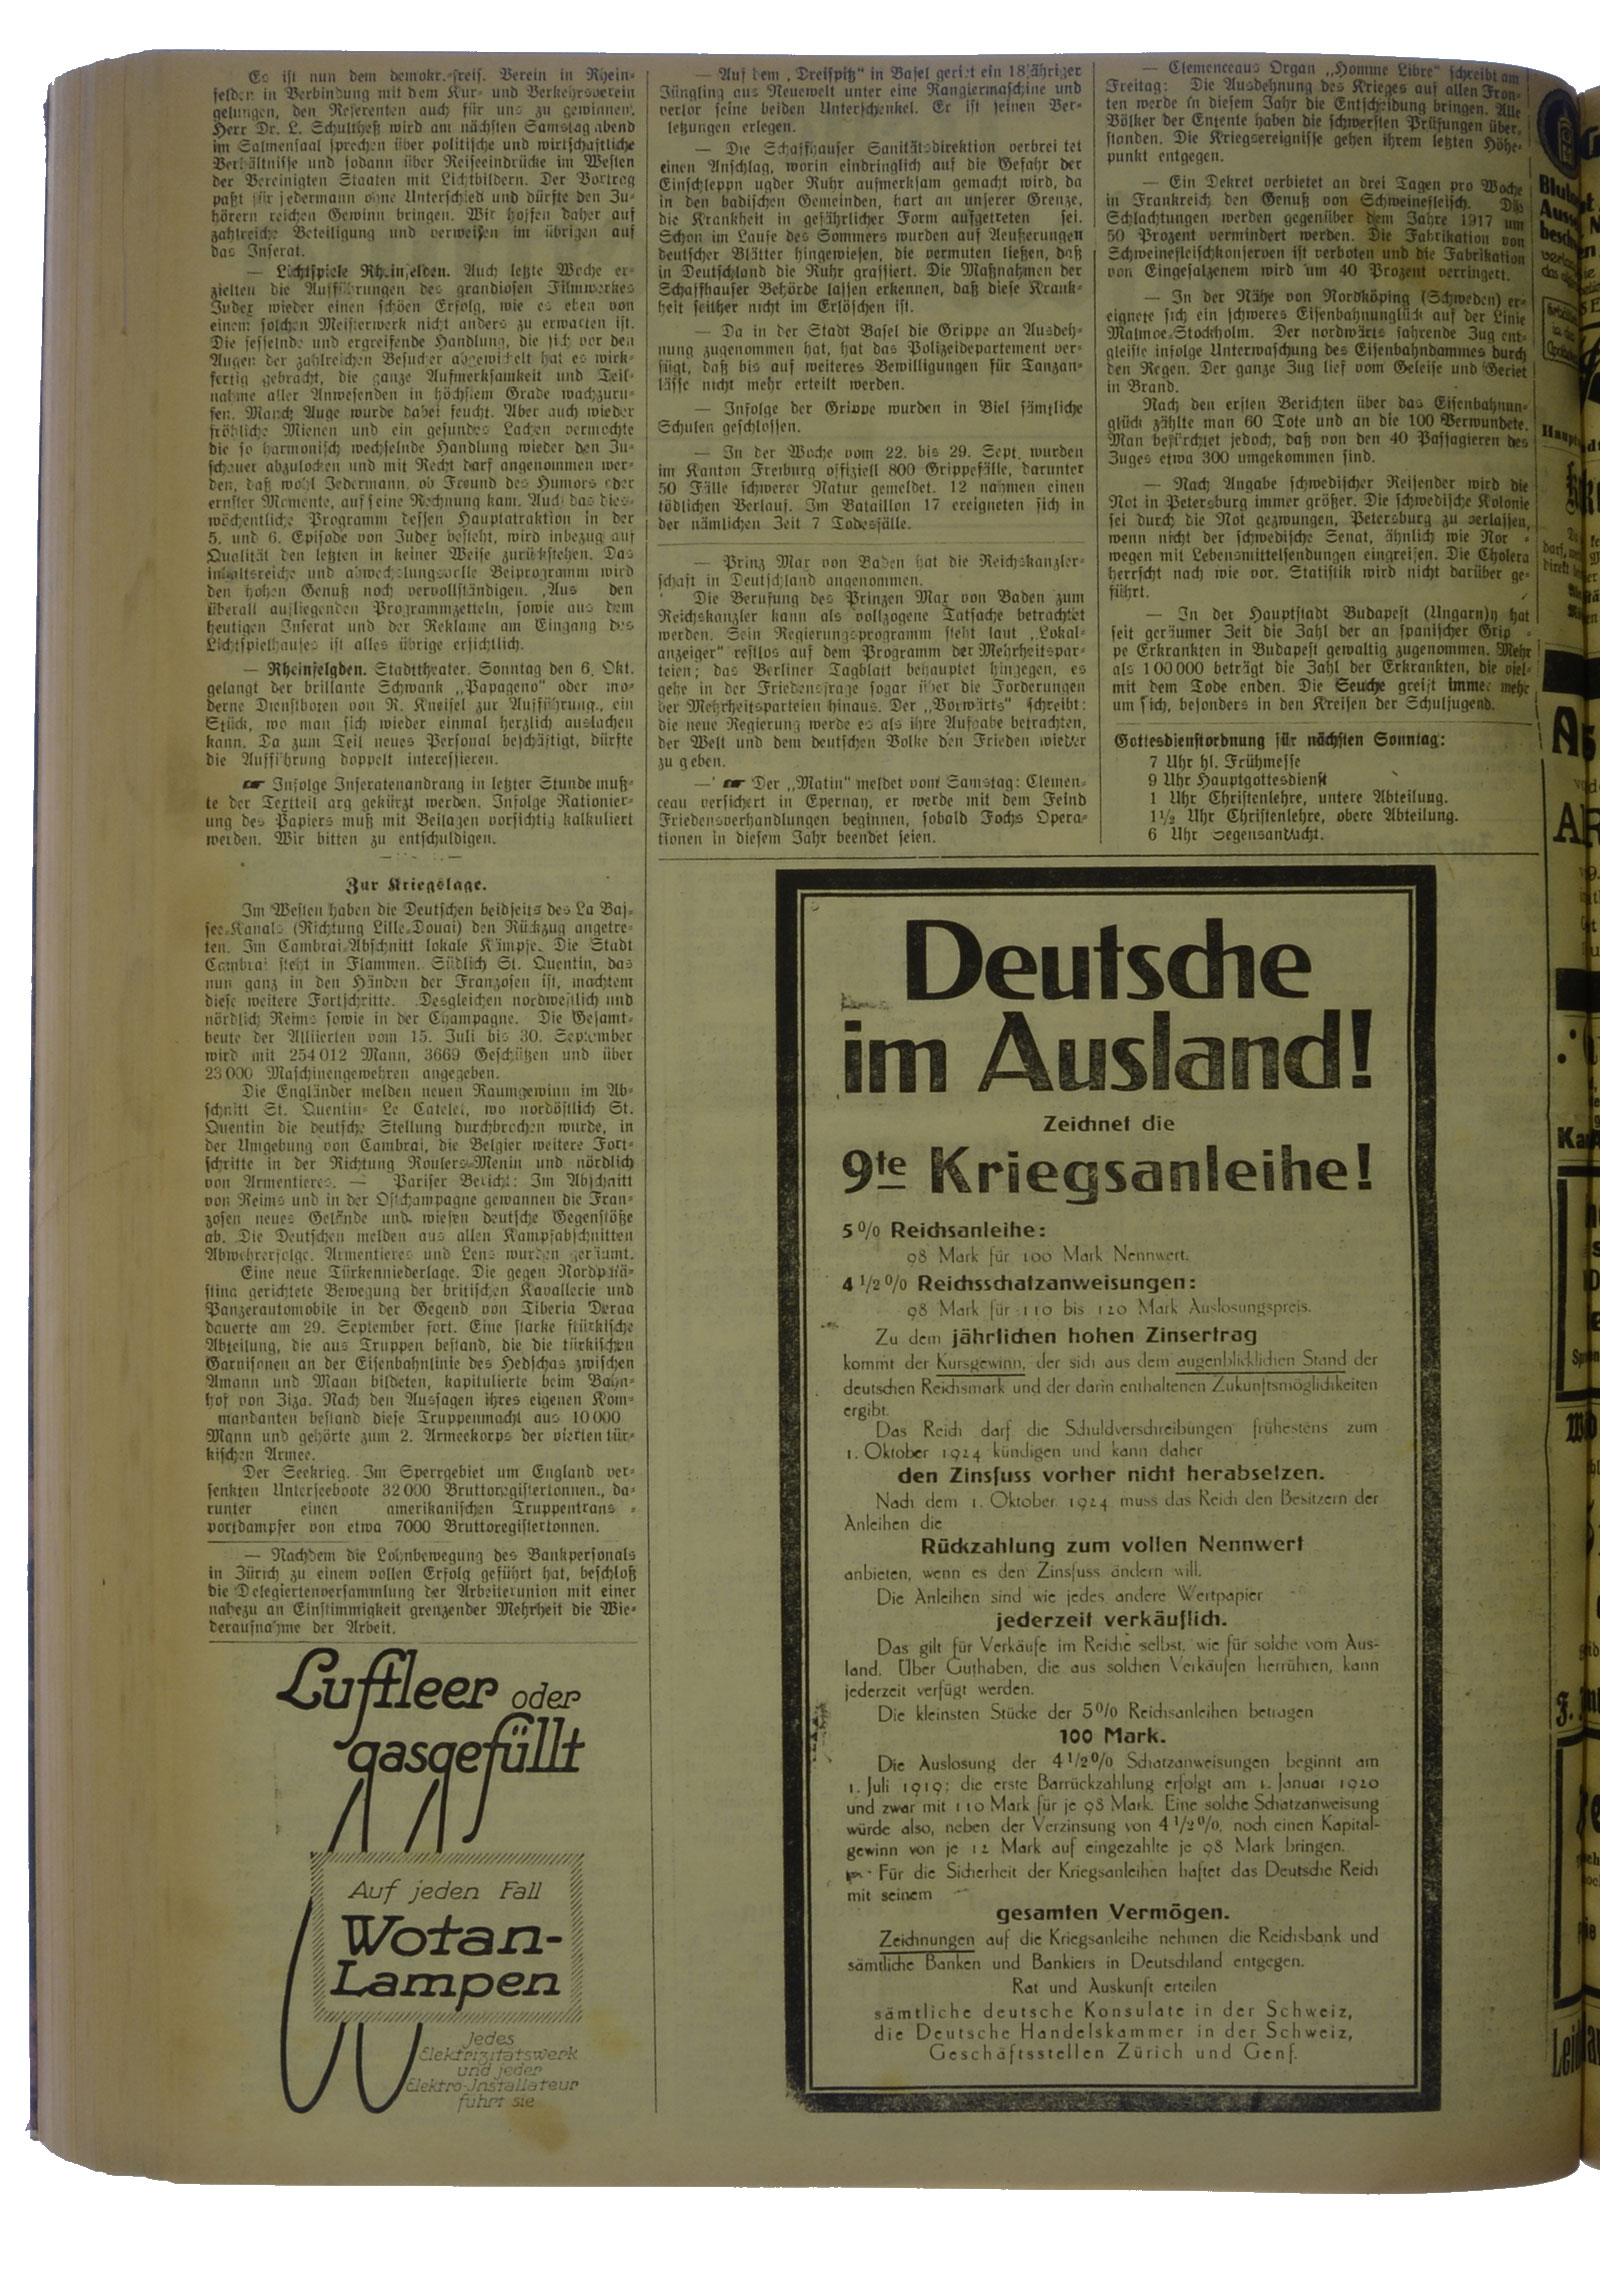 Es ist nun dem demokr.-freis. Verein in Rhein-
felden in Verbindung mit dem Kur- und Verkehrsverein
gelungen, den Referenten auch für uns zu gewinnen.
Herr Dr. L. Schultheß wird am nächsten Samstag abend
im Salmensaal sprechen über politische und wirtschaftliche
Verhältnisse und sodann über Reiseeindrücke im Westen
der Vereinigten Staaten mit Lichtbildern. Der Vortrag
paßt für jedermann ohne Unterschied und dürfte den Zu-
hörern reichen Gewinn bringen. Wir hoffen daher auf
zahlreiche Beteiligung und verweisen im übrigen auf
das Inserat.
— Lichtspiele Rheinfelden. Auch letzte Woche er-
zielten die Aufführungen des grandiosen Filmwerkes
Judex wieder einen schöen Erfolg, wie es eben von
einem solchen Meisterwerk nicht anders zu erwarten ist.
Die fesselnde und ergreifende Handlung, die sich vor den
Augen der zahlreichen Besucher abgewickelt hat es wirk-
fertig gebracht, die ganze Aufmerksamkeit und Teil-
nahme aller Anwesenden in höchstem Grade wachzuru-
fen. Manch Auge wurde dabei feucht. Aber auch wieder
fröhliche Mienen und ein gesundes Lachen vermochte
die so harmonisch wechselnde Handlung wieder den Zu-
schauer abzulocken und mit Recht darf angenommen wer-
den, daß wohl Jedermann, ob Freund des Humors oder
ernster Momente, auf seine Rechnung kam. Auch das dies-
wöchentliche Programm dessen Hauptatraktion in der
5. und 6. Episode von Judex besteht, wird inbezug auf
Qualität den letzten in keiner Weise zurückstehen. Das
inhaltsreiche und abwechslungsvolle Beiprogramm wird
den hohen Genuß noch vervollständigen. Aus den
überall aufliegenden Programmzetteln, sowie aus dem
heutigen Inserat und der Reklame am Eingang des
Lichtspielhauses ist alles übrige ersichtlich.
— Rheinfelgden. Stadttheater. Sonntag den 6. Okt.
gelangt der brillante Schwank „Papageno" oder mo-
derne Dienstboten von R. Kneisel zur Aufführung., ein
Stück, wo man sich wieder einmal herzlich auslachen
kann. Da zum Teil neues Personal beschäftigt, dürfte
die Aufführung doppelt interessieren.
☛ Infolge Inseratenandrang in letzter Stunde muß-
te der Textteil arg gekürzt werden. Infolge Rationier-
ung des Papiers muß mit Beilagen vorsichtig kalkuliert
werden. Wir bitten zu entschuldigen.
Zur Kriegslage.
Im Westen haben die Deutschen beidseits des La Bas-
see-Kanals (Richtung Lille-Douai) den Rückzug angetre-
ten. Im Cambrai-Abschnitt lokale Kämpfe. Die Stadt
Cambrai steht in Flammen. Südlich St. Quentin, das
nun ganz in den Händen der Franzosen ist, machtem
diese weitere Fortschritte. Desgleichen nordwestlich und
nördlich Reims sowie in der Champagne. Die Gesamt-
beute der Alliierten vom 15. Juli bis 30. September
wird mit 254012 Mann, 3669 Geschützen und über
23000 Maschinengewehren angegeben.
Die Engländer melden neuen Raumgewinn im Ab-
schnitt St. Quentin- Le Catelet, wo nordöstlich St.
Quentin die deutsche Stellung durchbrochen wurde, in
der Umgebung von Cambrai, die Belgier weitere Fort-
schritte in der Richtung Roulers-Menin und nördlich
von Armentieres. — Pariser Bericht: Im Abschnitt
von Reims und in der Ostchampagne gewannen die Fran-
zosen neues Gelände und wiesen deutsche Gegenstöße
ab. Die Deutschen melden aus allen Kampfabschnitten
Abwehrerfolge. Armentieres und Lens wurden geräumt.
Eine neue Türkenniederlage. Die gegen Nordpalä-
stina gerichtete Bewegung der britischen Kavallerie und
Panzerautomobile in der Gegend von Tiberia Deraa
dauerte am 29. September fort. Eine starke ftürkische
Abteilung, die aus Truppen bestand, die die türkischen
Garnisonen an der Eisenbahnlinie des Hedschas zwischen
Amann und Maan bildeten, kapitulierte beim Bahn-
hof von Ziza. Nach den Aussagen ihres eigenen Kom-
mandanten bestand diese Truppenmacht aus 10000
Mann und gehörte zum 2. Armeekorps der vierten tür-
kischen Armee.
Der Seekrieg. Im Sperrgebiet um England ver-
senkten Unterseeboote 32000 Bruttoregistertonnen., da-
runter einen amerikanischen Truppentrans-
portdampfer von etwa 7000 Bruttoregistertonnen.
— Nachdem die Lohnbewegung des Bankpersonals
in Zürich zu einem vollen Erfolg geführt hat, beschloß
die Delegiertenversammlung der Arbeiterunion mit einer
nahezu an Einstimmigkeit grenzender Mehrheit die Wie-
deraufnahme der Arbeit.
Luftleer oder
gasgefüllt
Auf jeden Fall
Wotan-
Lampen
Jedes
Elektrizitätswerk
und jeder
Elektro-Installateur
führt sie
— Auf dem „Dreispitz" in Basel geriet ein 18jähriger
Jüngling aus Neuewelt unter eine Rangiermaschine und
verlor seine beiden Unterschenkel. Er ist seinen Ver-
letzungen erlegen.
— Die Schaffhauser Sanitätsdirektion verbreitet
einen Anschlag, worin eindringlich auf die Gefahr der
Einschleppn ugder Ruhr aufmerksam gemacht wird, da
in den badischen Gemeinden, hart an unserer Grenze,
die Krankheit in gefährlicher Form aufgetreten sei.
Schon im Laufe des Sommers wurden auf Aeußerungen
deutscher Blätter hingewiesen, die vermuten ließen, daß
in Deutschland die Ruhr grassiert. Die Maßnahmen der
Schaffhauser Behörde lassen erkennen, daß diese Krank-
heit seither nicht im Erlöschen ist.
— Da in der Stadt Basel die Grippe an Ausdeh-
nung zugenommen hat, hat das Polizeidepartement ver-
fügt, daß bis auf weiteres Bewilligungen für Tanzan-
lässe nicht mehr erteilt werden.
— Infolge der Grippe wurden in Biel sämtliche
Schulen geschlossen.
— In der Woche vom 22. bis 29. Sept. wurden
im Kanton Freiburg offiziell 800 Grippefälle, darunter
50 Fälle schwerer Natur gemeldet. 12 nahmen einen
tödlichen Verlauf. Im Bataillon 17 ereigneten sich in
der nämlichen Zeit 7 Todesfälle.
— Prinz Max von Baden hat die Reichskanzler-
schaft in Deutschland angenommen.
Die Berufung des Prinzen Max von Baden zum
Reichskanzler kann als vollzogene Tatsache betrachtet
werden. Sein Regierungsprogramm steht laut „Lokal-
anzeiger" restlos auf dem Programm der Mehrheitspar-
teien; das Berliner Tagblatt behauptet hingegen, es
gehe in der Friedensfrage sogar über die Forderungen
der Mehrheitsparteien hinaus. Der „Vorwärts" schreibt:
die neue Regierung werde es als ihre Aufgabe betrachten,
der Welt und dem deutschen Volke den Frieden wieder
zu geben.
— ☛ Der „Matin" meldet vom Samstag: Clemen-
ceau versichert in Epernay, er werde mit dem Feind
Friedensverhandlungen beginnen, sobald Fochs Opera-
tionen in diesem Jahr beendet seien.
— Clemenceaus Organ „Homme Libre" schreibt am
Freitag: Die Ausdehnung des Krieges auf allen Fron-
ten werde in diesem Jahr die Entscheidung bringen. Alle
Völker der Entente haben die schwersten Prüfungen über-
standen. Die Kriegsereignisse gehen ihrem letzten Höhe-
punkt entgegen.
— Ein Dekret verbietet an drei Tagen pro Woche
in Frankreich den Genuß von Schweinefleisch. Die
Schlachtungen werden gegenüber dem Jahre 1917 um
50 Prozent vermindert werden. Die Fabrikation von
Schweinefleischkonserven ist verboten und die Fabrikation
von Eingesalzenem wird um 40 Prozent verringert.
— In der Nähe von Nordköping (Schweden) er-
eignete sich ein schweres Eisenbahnunglück auf der Linie
Malmoe-Stockholm. Der nordwärts fahrende Zug ent-
gleiste infolge Unterwaschung des Eisenbahndammes durch
den Regen. Der ganze Zug lief vom Geleise und Geriet
in Brand.
Nach den ersten Berichten über das Eisenbahnun-
glück zählte man 60 Tote und an die 100 Verwundete.
Man befürchtet jedoch, daß von den 40 Passagieren des
Zuges etwa 300 umgekommen sind.
— Nach Angabe schwedischer Reisender wird die
Not in Petersburg immer größer. Die schwedische Kolonie
sei durch die Not gezwungen, Petersburg zu verlassen,
wenn nicht der schwedische Senat, ähnlich wie Nor-
wegen mit Lebensmittelsendungen eingreifen. Die Cholera
herrscht nach wie vor. Statistik wird nicht darüber ge-
führt.
— In der Hauptstadt Budapest (Ungarn)n hat
seit geräumer Zeit die Zahl der an spanischer Grip-
pe Erkrankten in Budapest gewaltig zugenommen. Mehr
als 100000 beträgt die Zahl der Erkrankten, die viel-
mit dem Tode enden. Die Seuche greift immer mehr
um sich, besonders in den Kreisen der Schuljugend.
Gottesdienstordnung für nächsten Sonntag:
7 Uhr hl. Frühmesse
9 Uhr Hauptgottesdienst
1 Uhr Christenlehre, untere Abteilung.
1½ Uhr Christenlehre, obere Abteilung.
6 Uhr Segensandacht.
Deutsche
im Ausland!
Zeichnet die
9te Kriegsanleihe!
5% Reichsanleihe:
98 Mark für 100 Mark Nennwert.
4 1/2% Reichsschatzanweisungen:
98 Mark für 110 bis 120 Mark Auslosungspreis.
Zu dem jährlichen hohen Zinsertrag
kommt der Kursgewinn, der sich aus dem augenblicklichen Stand der
deutschen Reichsmark und der darin enthaltenen Zukunftsmöglichkeiten
ergibt.
Das Reich darf die Schuldverschreibungen frühestens zum
1. Oktober 1924 kündigen und kann daher
den Zinsfuss vorher nicht herabsetzen.
Nach dem 1. Oktober 1924 muss das Reich den Besitzern der
Anleihen die
Rückzahlung zum vollen Nennwert
anbieten, wenn es den Zinsfuss ändern will.
Die Anleihen sind wie jedes andere Wertpapier
jederzeit verkäuflich.
Das gilt für Verkäufe im Reiche selbst, wie für solche vom Aus-
land. Über Guthaben, die aus solchen Verkäufen herrühren, kann
jederzeit verfügt werden.
Die kleinsten Stücke der 5% Reichsanleihen betragen
100 Mark.
Die Auslosung der 4 1/2% Schatzanweisungen beginnt am
1. Juli 1919; die erste Barrückzahlung erfolgt am 1. Januar 1920
und zwar mit 110 Mark für je 98 Mark. Eine solche Schatzanweisung
würde also, neben der Verzinsung von 4 1/2%, noch einen Kapital-
gewinn von je 12 Mark auf eingezahlte je 98 Mark bringen.
Für die Sicherheit der Kriegsanleihen haftet das Deutsche Reich
mit seinem
gesamten Vermögen.
Zeichnungen auf die Kriegsanleihe nehmen die Reichsbank und
sämtliche Banken und Bankiers in Deutschland entgegen.
Rat und Auskunft erteilen
sämtliche deutsche Konsulate in der Schweiz,
die Deutsche Handelskammer in der Schweiz,
Geschäftsstellen Zürich und Genf.